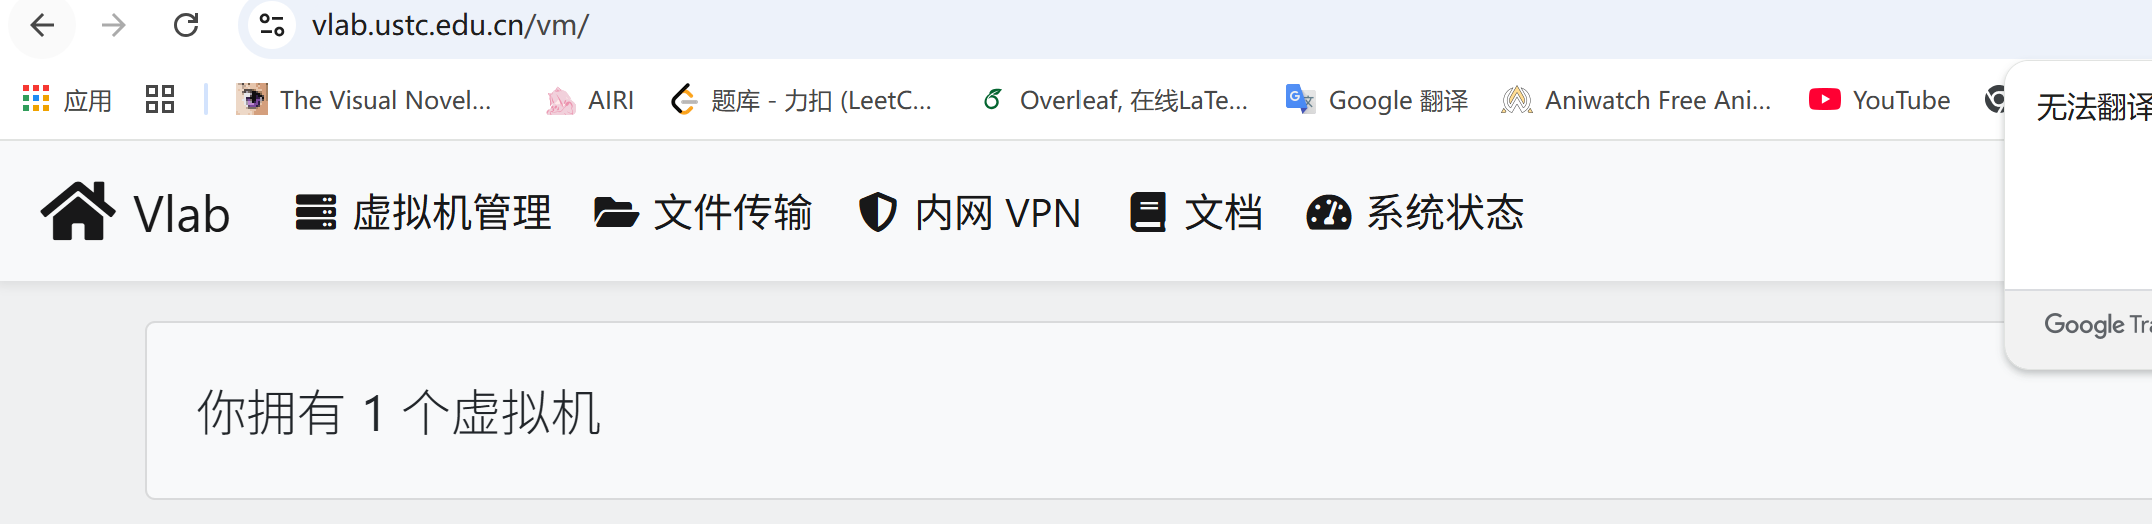 vlab.ustc.edu.cn/vm/
应用 The Visual Novel... AIRI 题库 - 力扣 (LeetC... Overleaf, 在线LaTe... Google 翻译 Aniwatch Free Ani... YouTube
无法翻译
Vlab 虚拟机管理 文件传输 内网 VPN 文档 系统状态
Google Tra
你拥有 1 个虚拟机